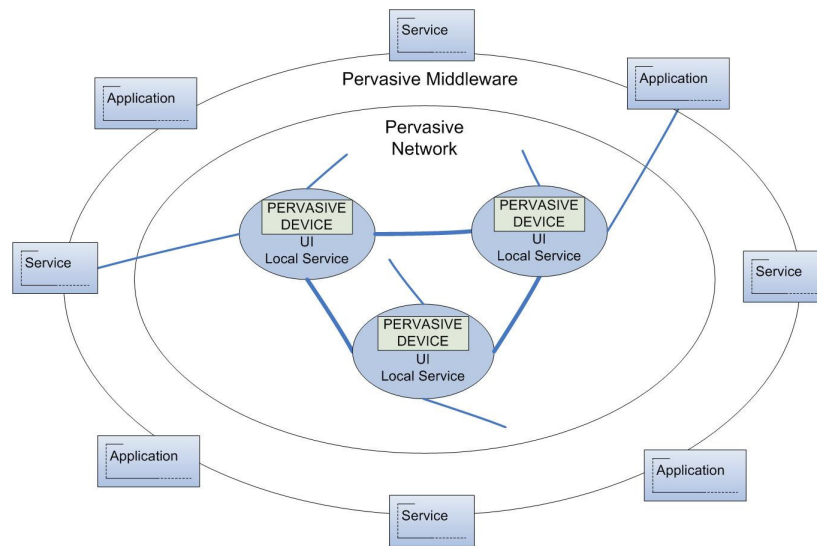 Service
Pervasive Middleware
Application
Application
Pervasive
Network
PERVASIVE
DEVICE
UI
Local Service
PERVASIVE
DEVICE
UI
Local Service
Service
Service
PERVASIVE
DEVICE
UI
Local Service
Application
Application
Service